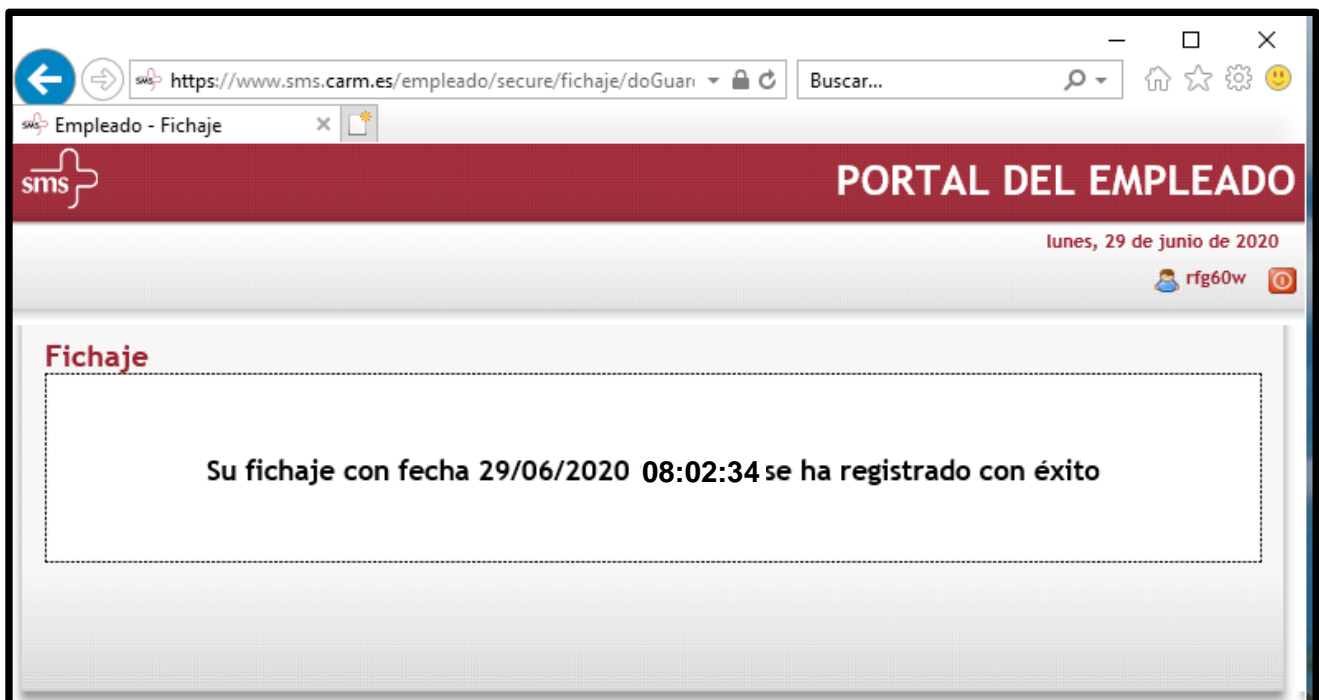 https://www.sms.carm.es/empleado/secure/fichaje/doGuar
Buscar...
Empleado - Fichaje
sms
PORTAL DEL EMPLEADO
lunes, 29 de junio de 2020
rfg60w
Fichaje
Su fichaje con fecha 29/06/2020 08:02:34 se ha registrado con éxito